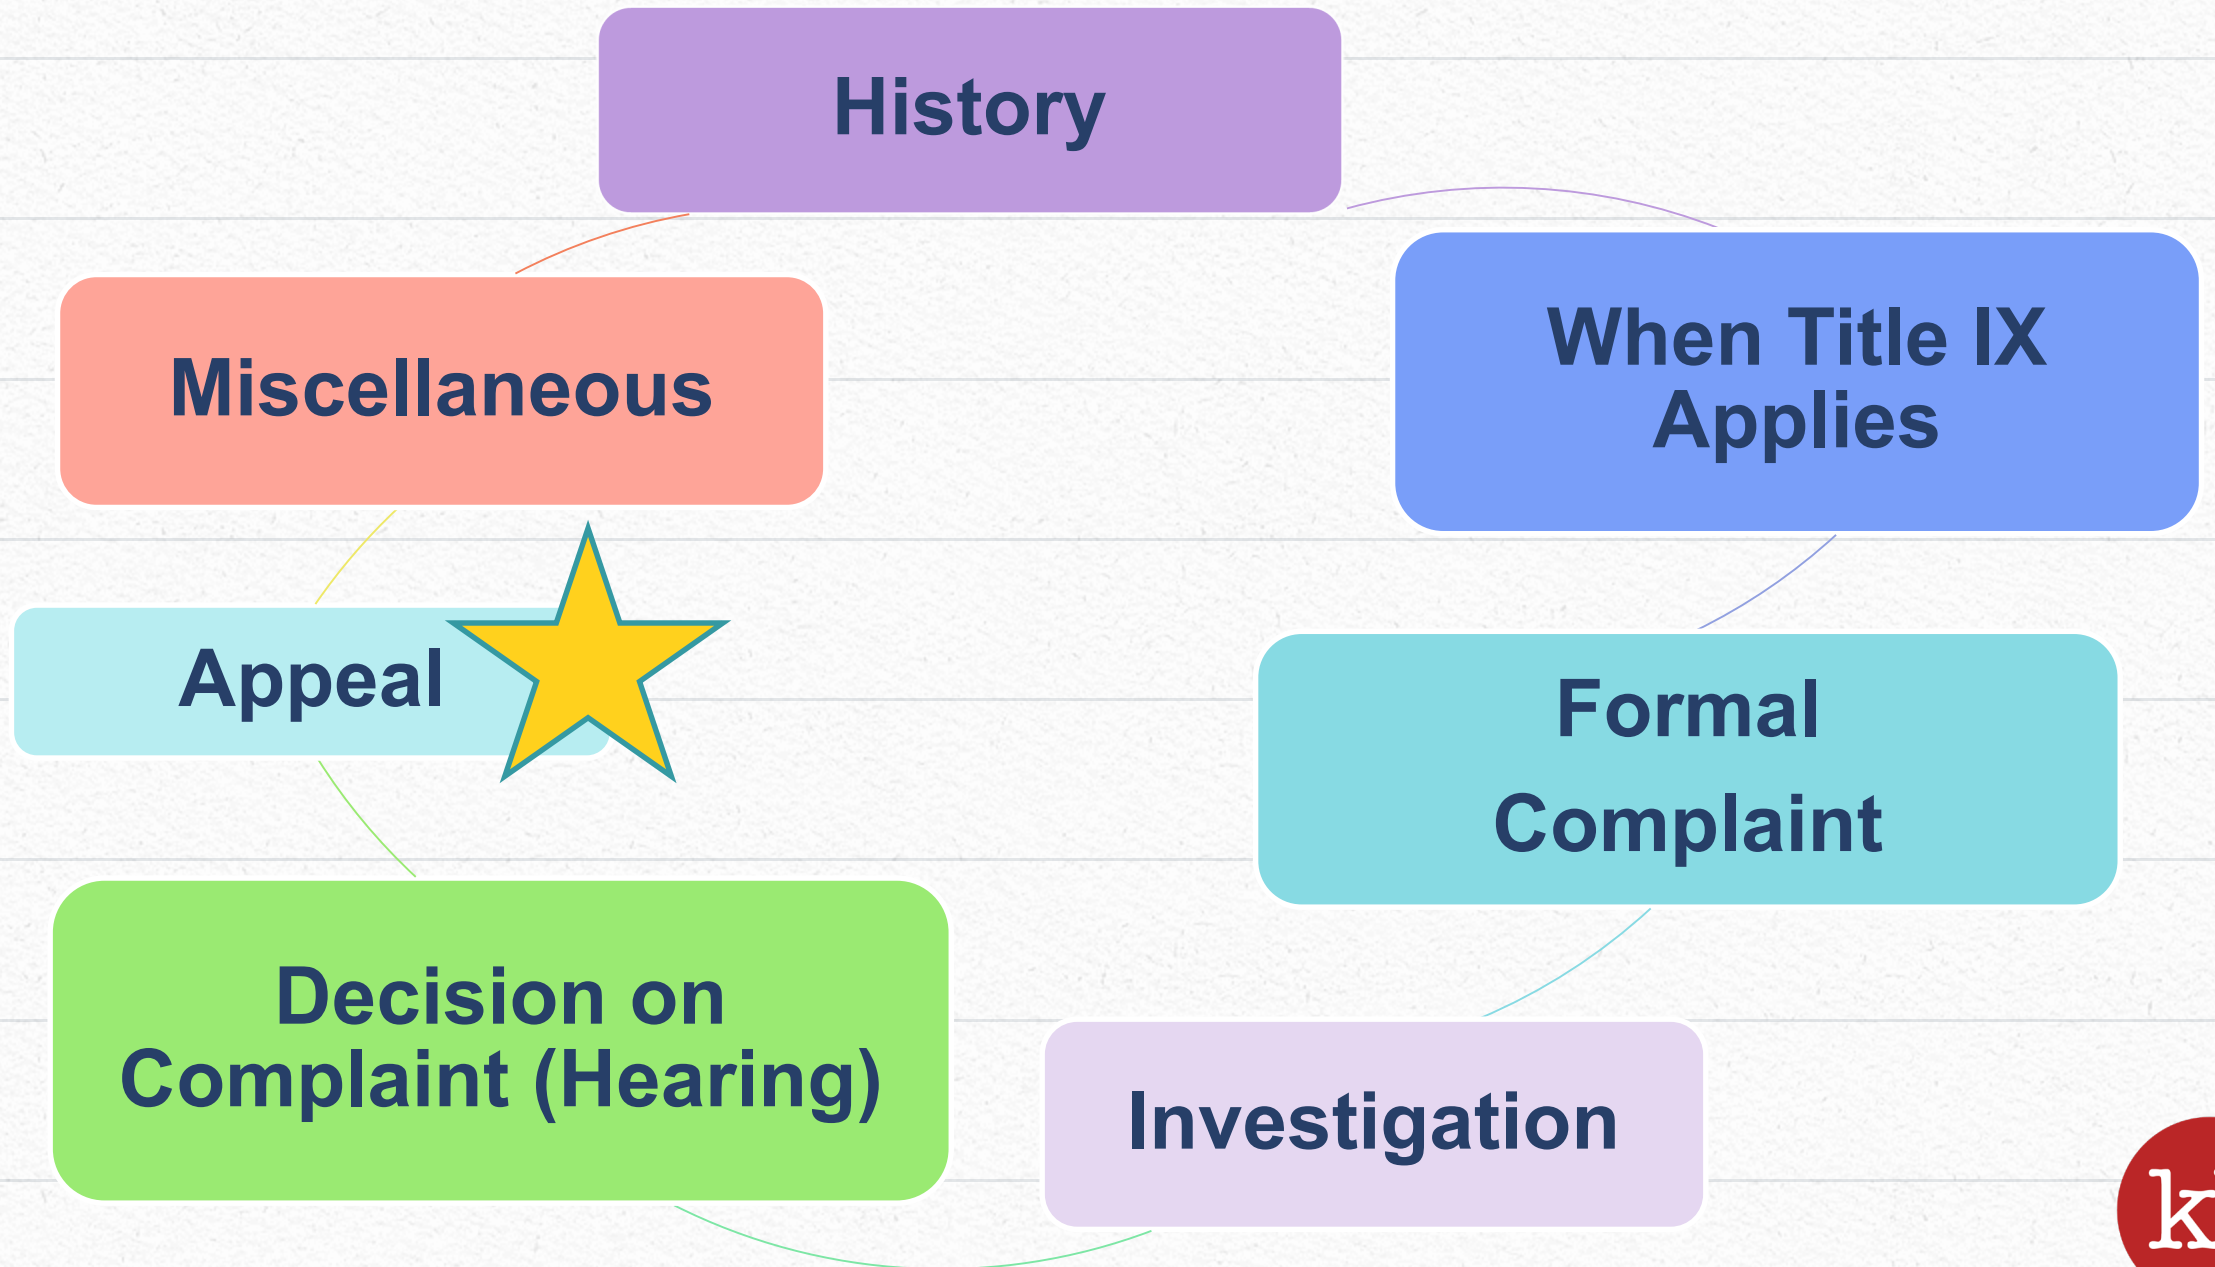 History
When Title IX
Applies
Formal
Complaint
Investigation
Decision on
Complaint (Hearing)
Appeal
Miscellaneous